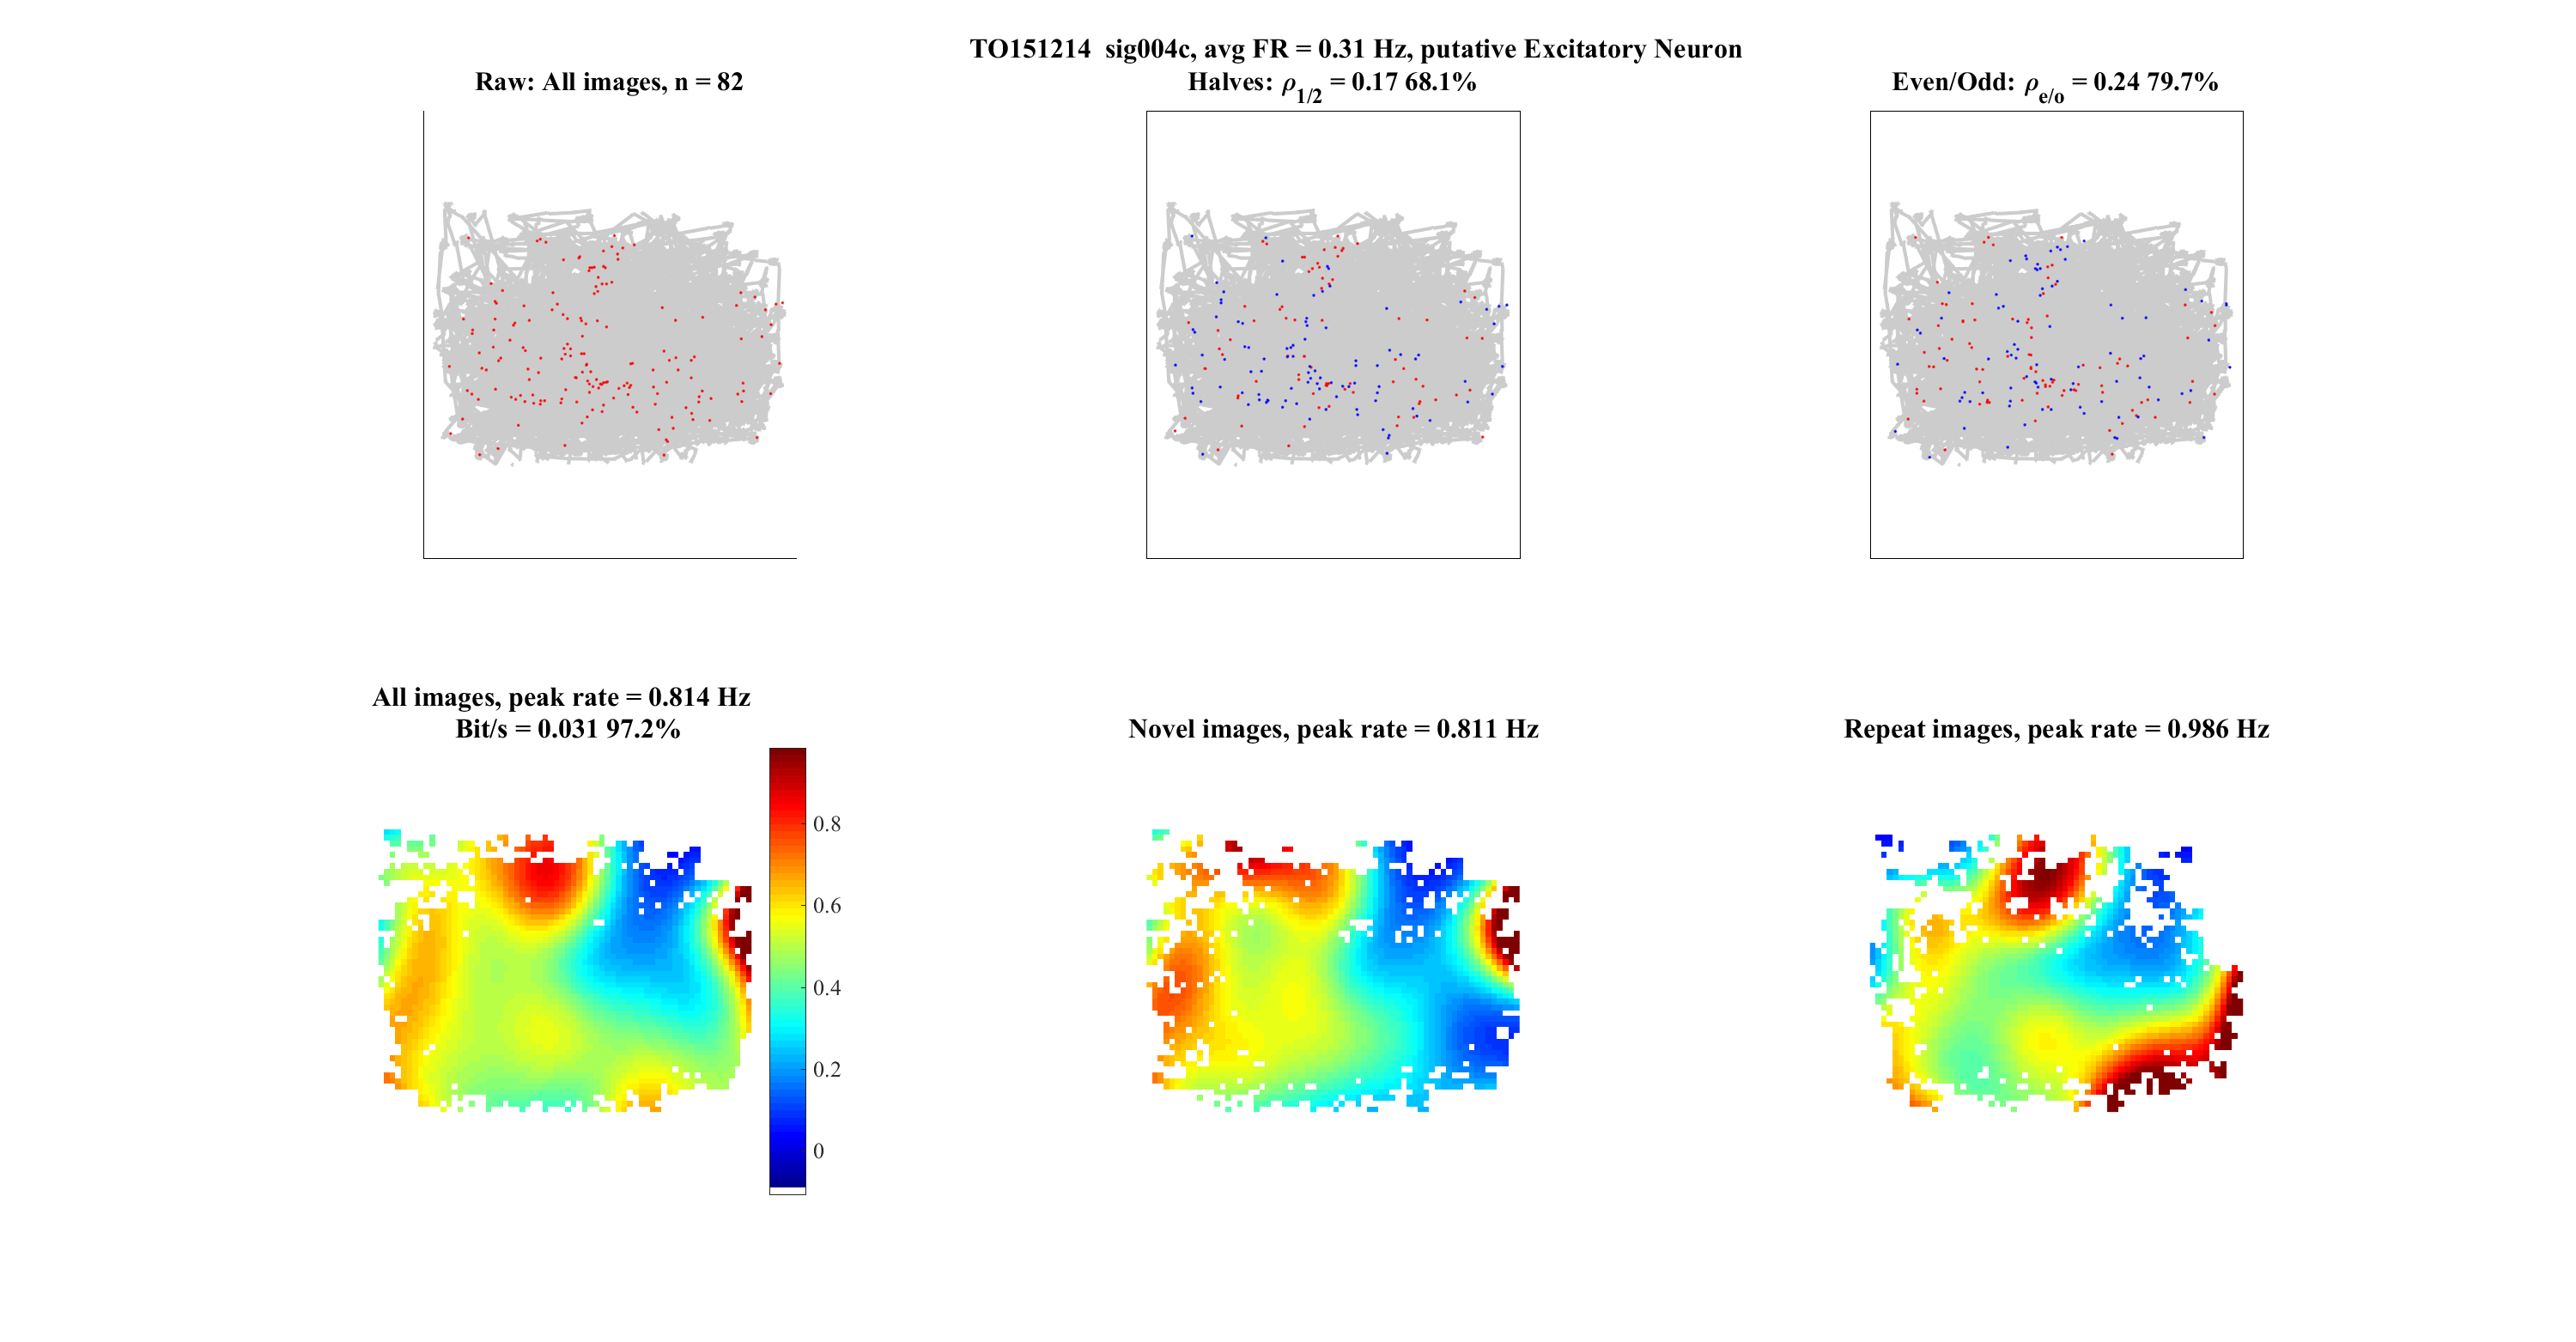 TO151214  sig004c, avg FR = 0.31 Hz, putative Excitatory Neuron
Raw: All images, n = 82
Halves: ρ1/2 = 0.17 68.1%
Even/Odd: ρe/o = 0.24 79.7%
All images, peak rate = 0.814 Hz
Bit/s = 0.031 97.2%
Novel images, peak rate = 0.811 Hz
Repeat images, peak rate = 0.986 Hz
0.8
0.6
0.4
0.2
0